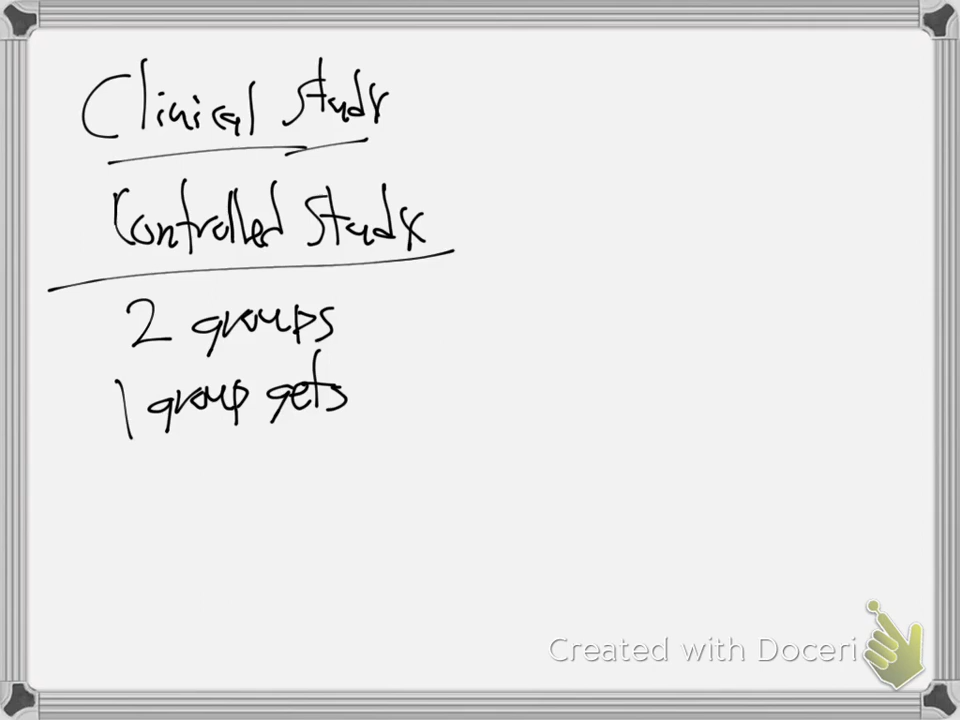 Clinical Study
Controlled Study
2 groups
1 group gets
Created with Doceri